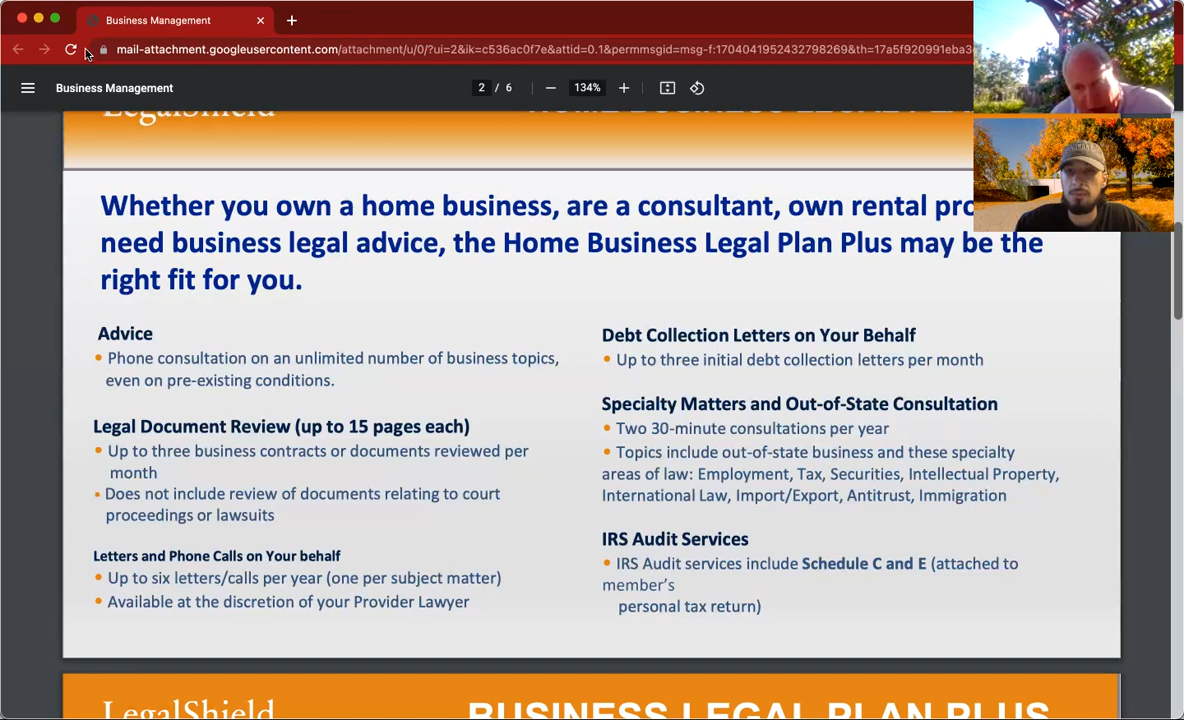 Business Management
mail-attachment.googleusercontent.com/attachment/u/0/?ui=2&ik=c536ac0f7e&attid=0.1&permmsgid=msg-f:1704041952432798269&th=17a5f920991eba3
Business Management
2 / 6
134%
LegalShield
Whether you own a home business, are a consultant, own rental
need business legal advice, the Home Business Legal Plan Plus may be the
right fit for you.
Advice
• Phone consultation on an unlimited number of business topics,
even on pre-existing conditions.
Legal Document Review (up to 15 pages each)
• Up to three business contracts or documents reviewed per
month
• Does not include review of documents relating to court
proceedings or lawsuits
Letters and Phone Calls on Your behalf
• Up to six letters/calls per year (one per subject matter)
• Available at the discretion of your Provider Lawyer
Debt Collection Letters on Your Behalf
• Up to three initial debt collection letters per month
Specialty Matters and Out-of-State Consultation
• Two 30-minute consultations per year
• Topics include out-of-state business and these specialty
areas of law: Employment, Tax, Securities, Intellectual Property,
International Law, Import/Export, Antitrust, Immigration
IRS Audit Services
• IRS Audit services include Schedule C and E (attached to
member's
personal tax return)
LegalShield
BUSINESS LEGAL PLAN PLUS